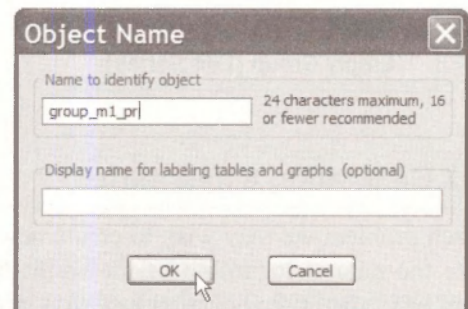 Object Name
Name to identify object
group_m1_pr
24 characters maximum, 16
or fewer recommended
Display name for labeling tables and graphs (optional)
OK
Cancel